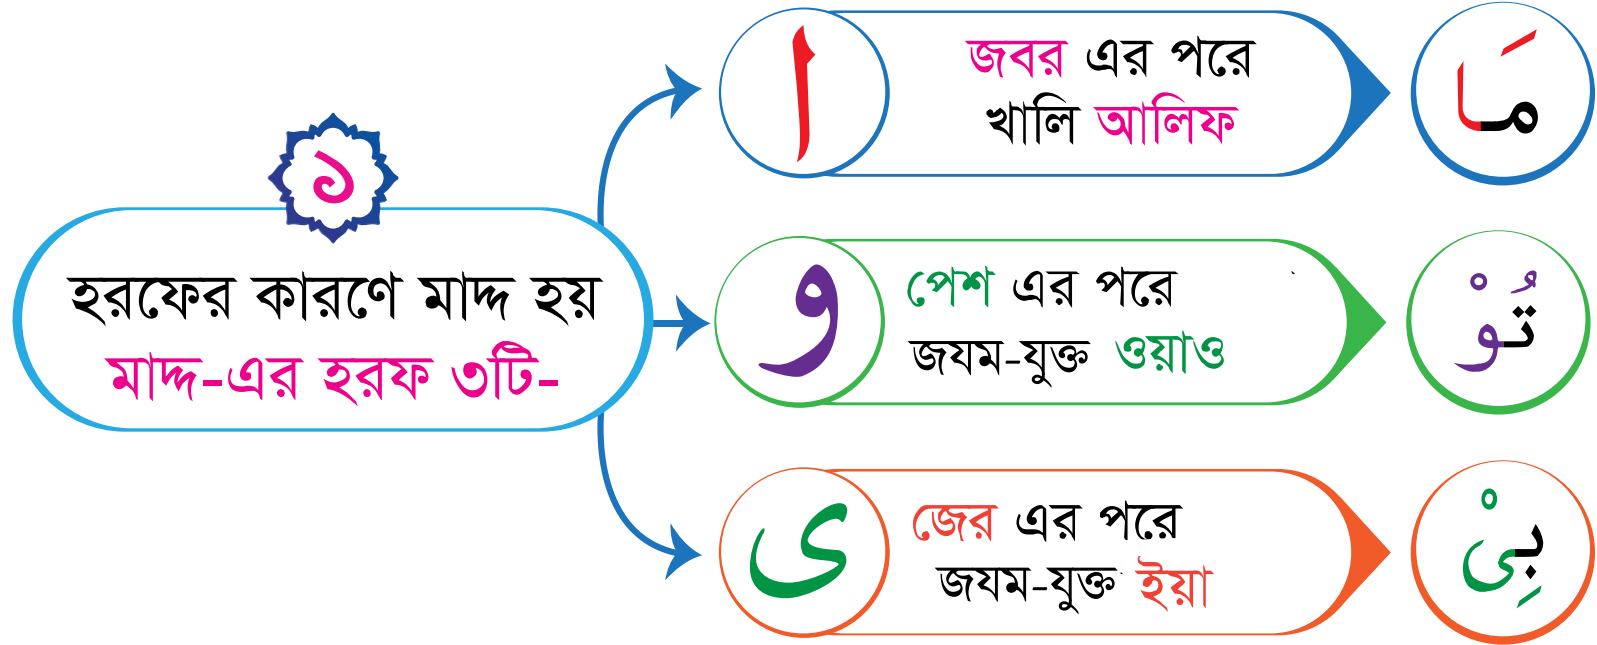 ১
হরফের কারণে মাদ্দ হয়
মাদ্দ-এর হরফ ৩টি-
ا
জবর এর পরে
খালি আলিফ
مَا
و
পেশ এর পরে
জযম-যুক্ত ওয়াও
تُوْ
ى
জের এর পরে
জযম-যুক্ত ইয়া
بِىْ